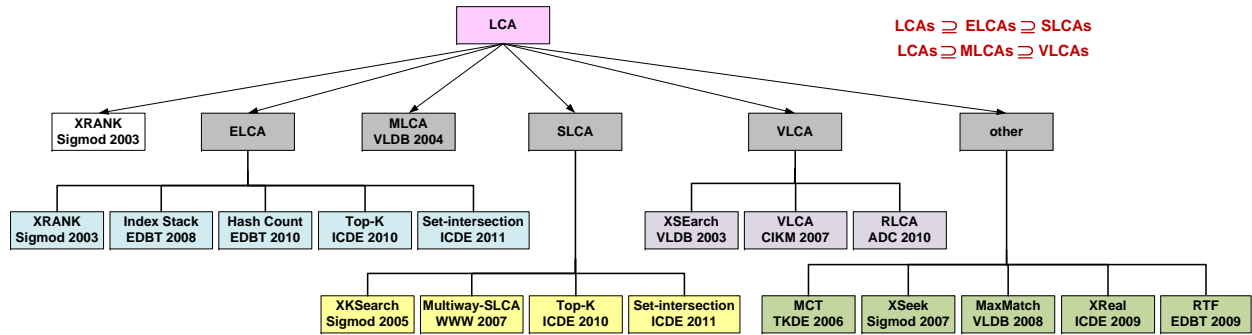 LCA
LCAs ⊇ ELCAs ⊇ SLCAs
LCAs ⊇ MLCAs ⊇ VLCAs
XRANK
Sigmod 2003
ELCA
MLCA
VLDB 2004
SLCA
VLCA
other
XRANK
Sigmod 2003
Index Stack
EDBT 2008
Hash Count
EDBT 2010
Top-K
ICDE 2010
Set-intersection
ICDE 2011
XSEarch
VLDB 2003
VLCA
CIKM 2007
RLCA
ADC 2010
XKSearch
Sigmod 2005
Multiway-SLCA
WWW 2007
Top-K
ICDE 2010
Set-intersection
ICDE 2011
MCT
TKDE 2006
XSeek
Sigmod 2007
MaxMatch
VLDB 2008
XReal
ICDE 2009
RTF
EDBT 2009